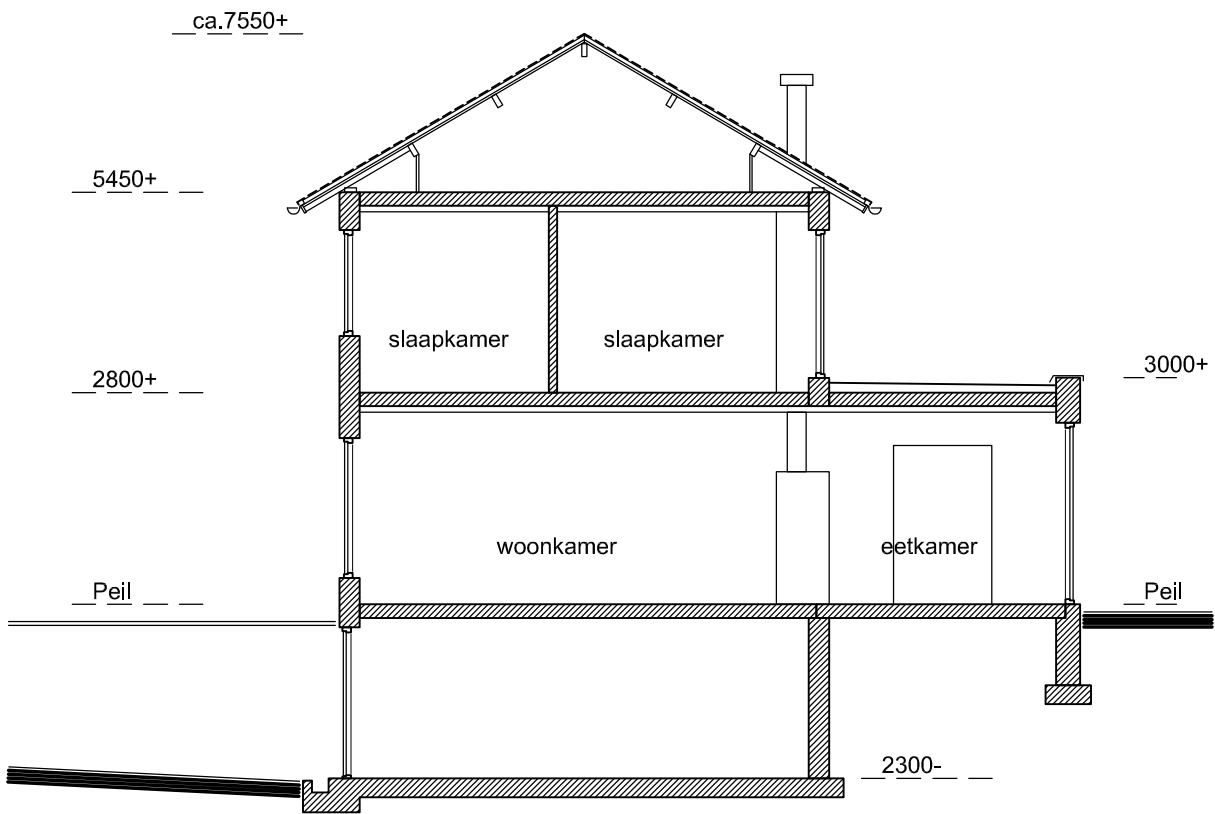 ca.7550+
5450+
slaapkamer
slaapkamer
2800+
3000+
woonkamer
eetkamer
Peil
Peil
2300-